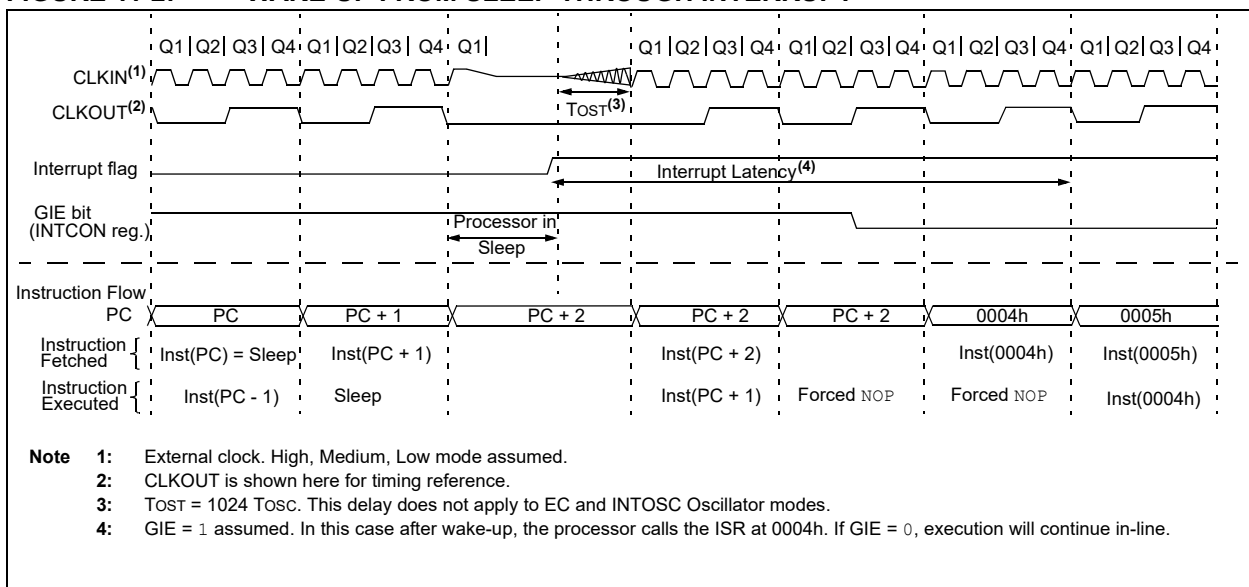 Q1 Q2 Q3 Q4 Q1 Q2 Q3 Q4 Q1 Q1 Q2 Q3 Q4 Q1 Q2 Q3 Q4 Q1 Q2 Q3 Q4 Q1 Q2 Q3 Q4
CLKIN(1)
CLKOUT(2) TOST(3)
Interrupt flag Interrupt Latency(4)
GIE bit
(INTCON reg.) Processor in
Sleep
Instruction Flow
PC PC PC + 1 PC + 2 PC + 2 PC + 2 0004h 0005h
Instruction
Fetched { Inst(PC) = Sleep Inst(PC + 1) Inst(PC + 2) Inst(0004h) Inst(0005h)
Instruction
Executed { Inst(PC - 1) Sleep Inst(PC + 1) Forced NOP Forced NOP Inst(0004h)
Note 1: External clock. High, Medium, Low mode assumed.
2: CLKOUT is shown here for timing reference.
3: TOST = 1024 TOSC. This delay does not apply to EC and INTOSC Oscillator modes.
4: GIE = 1 assumed. In this case after wake-up, the processor calls the ISR at 0004h. If GIE = 0, execution will continue in-line.